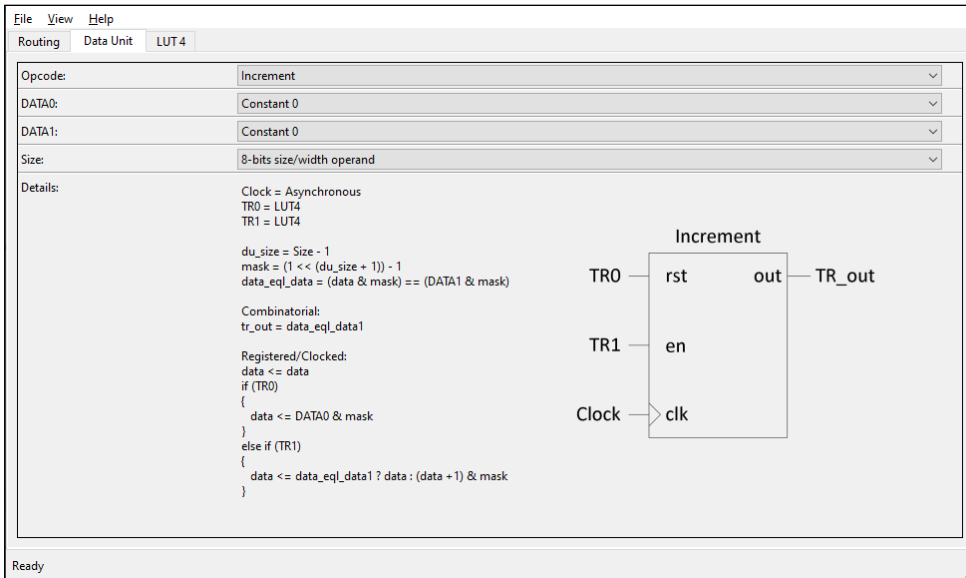 File View Help
Routing Data Unit LUT 4
Opcode: Increment
DATA0: Constant 0
DATA1: Constant 0
Size: 8-bits size/width operand
Details:
Clock = Asynchronous
TR0 = LUT4
TR1 = LUT4
du_size = Size - 1
mask = (1 << (du_size + 1)) - 1
data_eql_data = (data & mask) == (DATA1 & mask)
Combinatorial:
tr_out = data_eql_data1
Registered/Clocked:
data <= data
if (TR0)
{
data <= DATA0 & mask
}
else if (TR1)
{
data <= data_eql_data1 ? data : (data +1) & mask
}
Increment
TR0 rst out TR_out
TR1 en
Clock clk
Ready